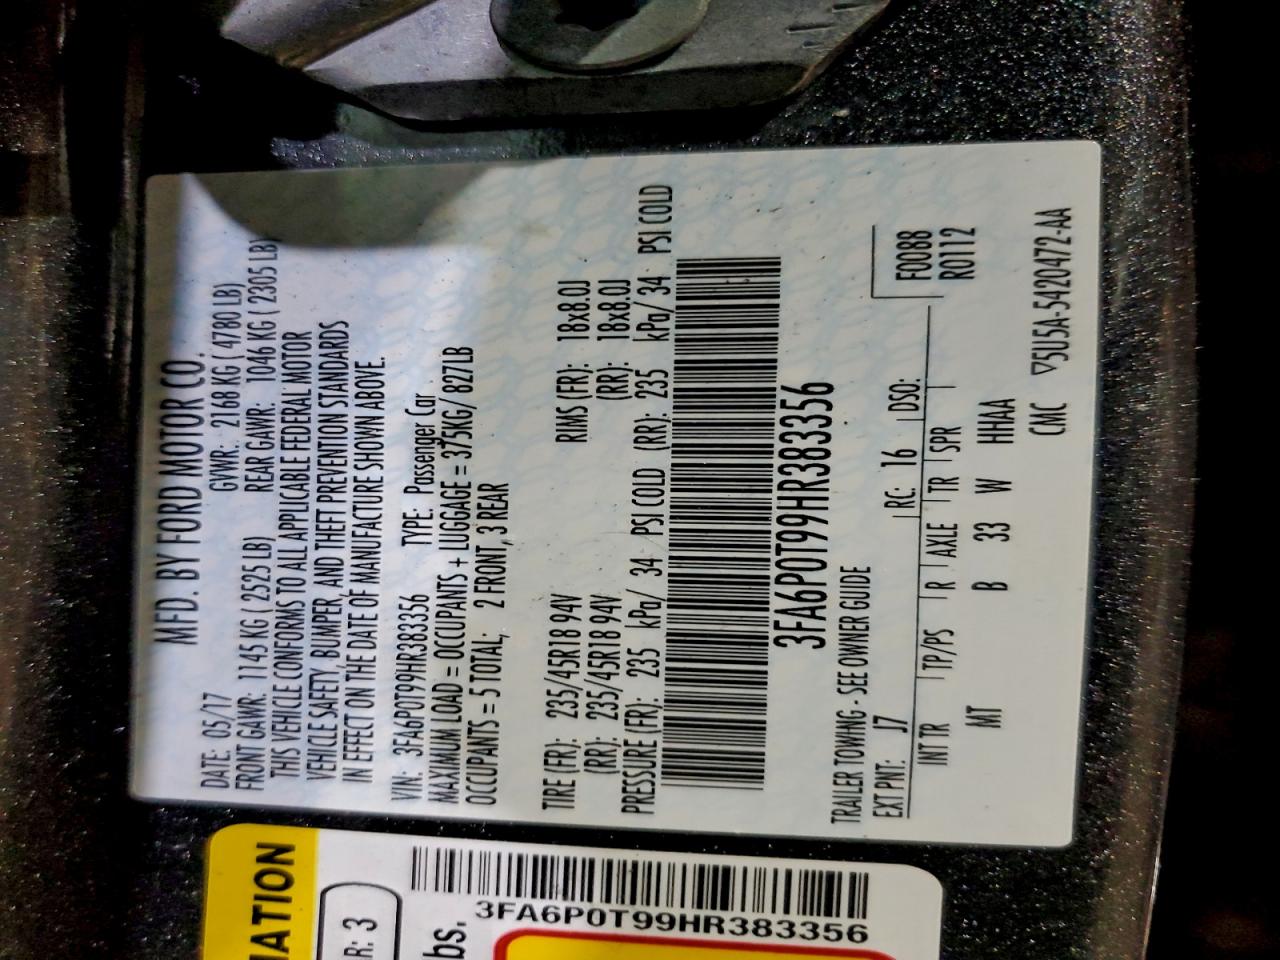 MFD. BY FORD MOTOR CO.
DATE: 05/17 GVWR: 2168 KG ( 4780 LB)
FRONT GAWR: 1145 KG ( 2525 LB) REAR GAWR: 1046 KG ( 2305 LB)
THIS VEHICLE CONFORMS TO ALL APPLICABLE FEDERAL MOTOR
VEHICLE SAFETY, BUMPER, AND THEFT PREVENTION STANDARDS
IN EFFECT ON THE DATE OF MANUFACTURE SHOWN ABOVE.
VIN: 3FA6P0T99HR383356 TYPE: Passenger Car
MAXIMUM LOAD = OCCUPANTS + LUGGAGE = 375KG/ 827LB
OCCUPANTS = 5 TOTAL; 2 FRONT, 3 REAR
TIRE (FR): 235/45R18 94V RIMS (FR): 18x8.0J
(RR): 235/45R18 94V (RR): 18x8.0J
PRESSURE (FR): 235 kPa/ 34 PSI COLD (RR): 235 kPa/ 34 PSI COLD
3FA6P0T99HR383356
TRAILER TOWING - SEE OWNER GUIDE
EXT PNT: J7 RC: 16 DSO: F0088
INT TR TP/PS R AXLE TR SPR R0112
MT B 33 W HHAA
CMC ▽5U5A-5420472-AA
MATION
R: 3
bs.
3FA6P0T99HR383356